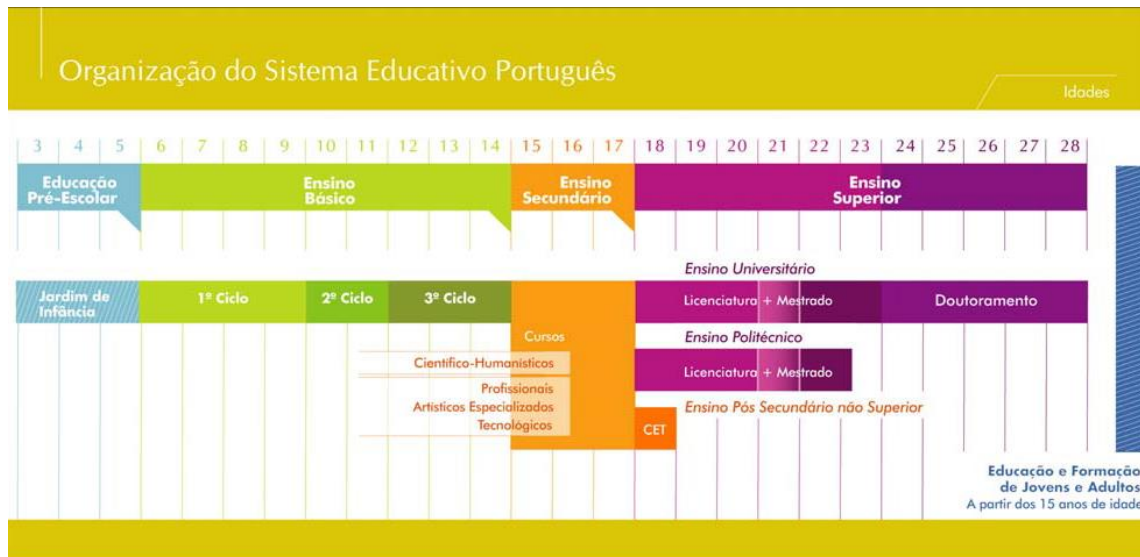 Organização do Sistema Educativo Português
Idades
3 4 5 6 7 8 9 10 11 12 13 14 15 16 17 18 19 20 21 22 23 24 25 26 27 28
Educação
Pré-Escolar
Ensino
Básico
Ensino
Secundário
Ensino
Superior
Ensino Universitário
Jardim de
Infância
1º Ciclo
2º Ciclo
3º Ciclo
Licenciatura + Mestrado
Doutoramento
Cursos
Ensino Politécnico
Científico-Humanísticos
Licenciatura + Mestrado
Profissionais
Artísticos Especializados
Tecnológicos
Ensino Pós Secundário não Superior
CET
Educação e Formação
de Jovens e Adultos
A partir dos 15 anos de idade